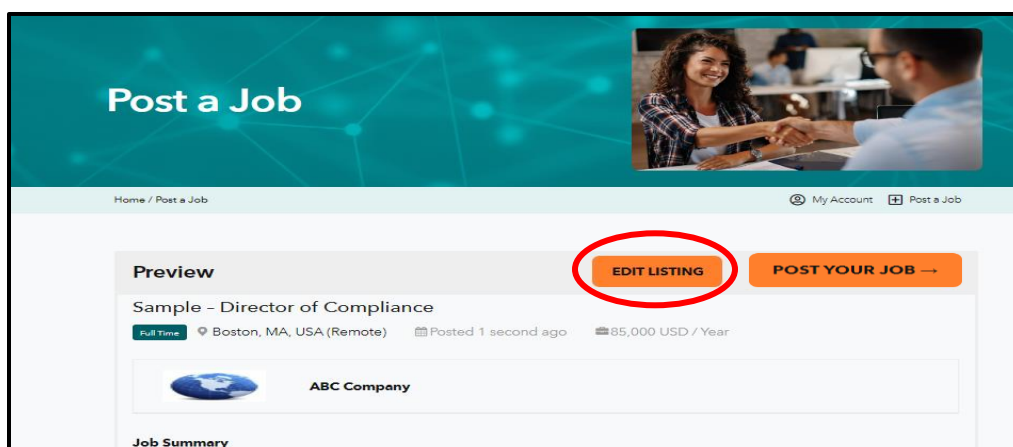 Post a Job
Home / Post a Job
My Account Post a Job
Preview
EDIT LISTING
POST YOUR JOB →
Sample - Director of Compliance
Full Time Boston, MA, USA (Remote) Posted 1 second ago 85,000 USD / Year
ABC Company
Job Summary